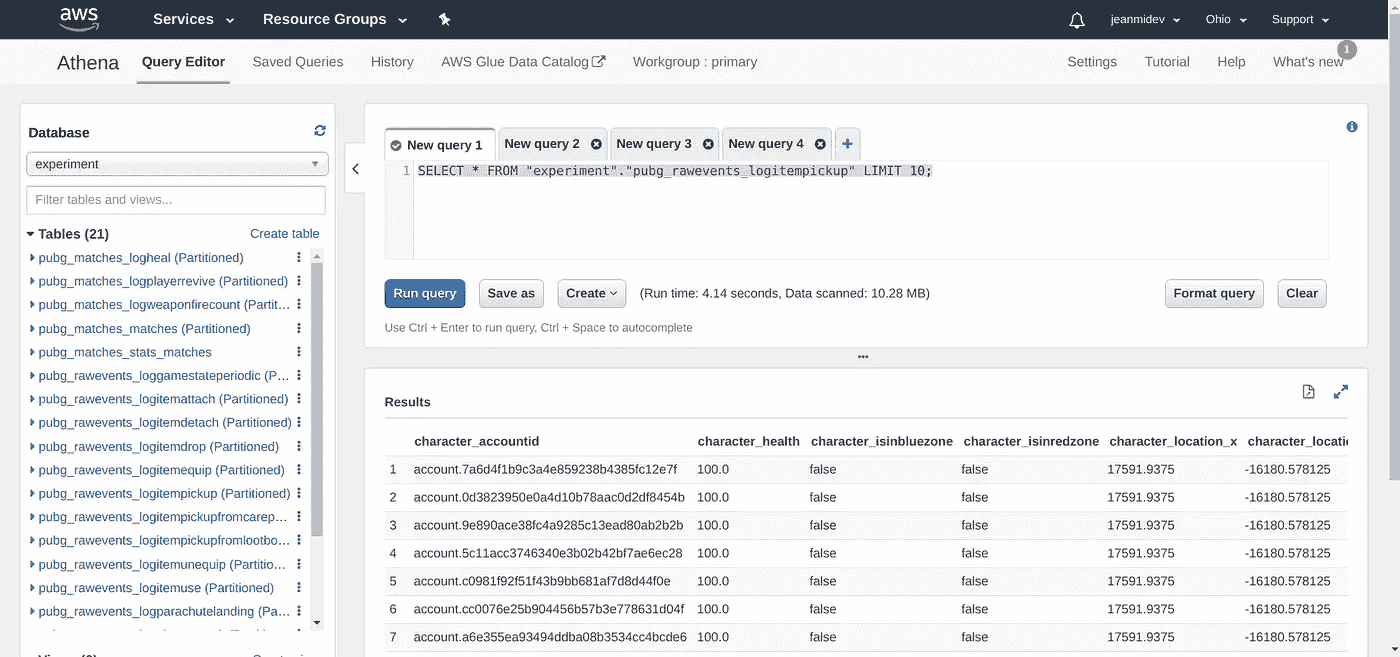 aws Services Resource Groups jeanmidev Ohio Support
Athena Query Editor Saved Queries History AWS Glue Data Catalog Workgroup : primary Settings Tutorial Help What's new 1
Database
experiment
Filter tables and views...
Tables (21) Create table
pubg_matches_logheal (Partitioned)
pubg_matches_logplayerrevive (Partitioned)
pubg_matches_logweaponfirecount (Partit...
pubg_matches_matches (Partitioned)
pubg_matches_stats_matches
pubg_rawevents_loggamestateperiodic (P...
pubg_rawevents_logitemattach (Partitioned)
pubg_rawevents_logitemdetach (Partitioned)
pubg_rawevents_logitemdrop (Partitioned)
pubg_rawevents_logitemequip (Partitioned)
pubg_rawevents_logitempickup (Partitioned)
pubg_rawevents_logitempickupfromcarep...
pubg_rawevents_logitempickupfromlootbo...
pubg_rawevents_logitemunequip (Partitio...
pubg_rawevents_logitemuse (Partitioned)
pubg_rawevents_logparachutelanding (Pa...
New query 1 New query 2 New query 3 New query 4 +
1 SELECT * FROM "experiment"."pubg_rawevents_logitempickup" LIMIT 10;
Run query Save as Create (Run time: 4.14 seconds, Data scanned: 10.28 MB) Format query Clear
Use Ctrl + Enter to run query, Ctrl + Space to autocomplete
Results
character_accountid character_health character_isinbluezone character_isinredzone character_location_x character_locatio
1 account.7a6d4f1b9c3a4e859238b4385fc12e7f 100.0 false false 17591.9375 -16180.578125
2 account.0d3823950e0a4d10b78aac0d2df8454b 100.0 false false 17591.9375 -16180.578125
3 account.9e890ace38fc4a9285c13ead80ab2b2b 100.0 false false 17591.9375 -16180.578125
4 account.5c11acc3746340e3b02b42bf7ae6ec28 100.0 false false 17591.9375 -16180.578125
5 account.c0981f92f51f43b9bb681af7d8d44f0e 100.0 false false 17591.9375 -16180.578125
6 account.cc0076e25b904456b57b3e778631d04f 100.0 false false 17591.9375 -16180.578125
7 account.a6e355ea93494ddba08b3534cc4bcde6 100.0 false false 17591.9375 -16180.578125